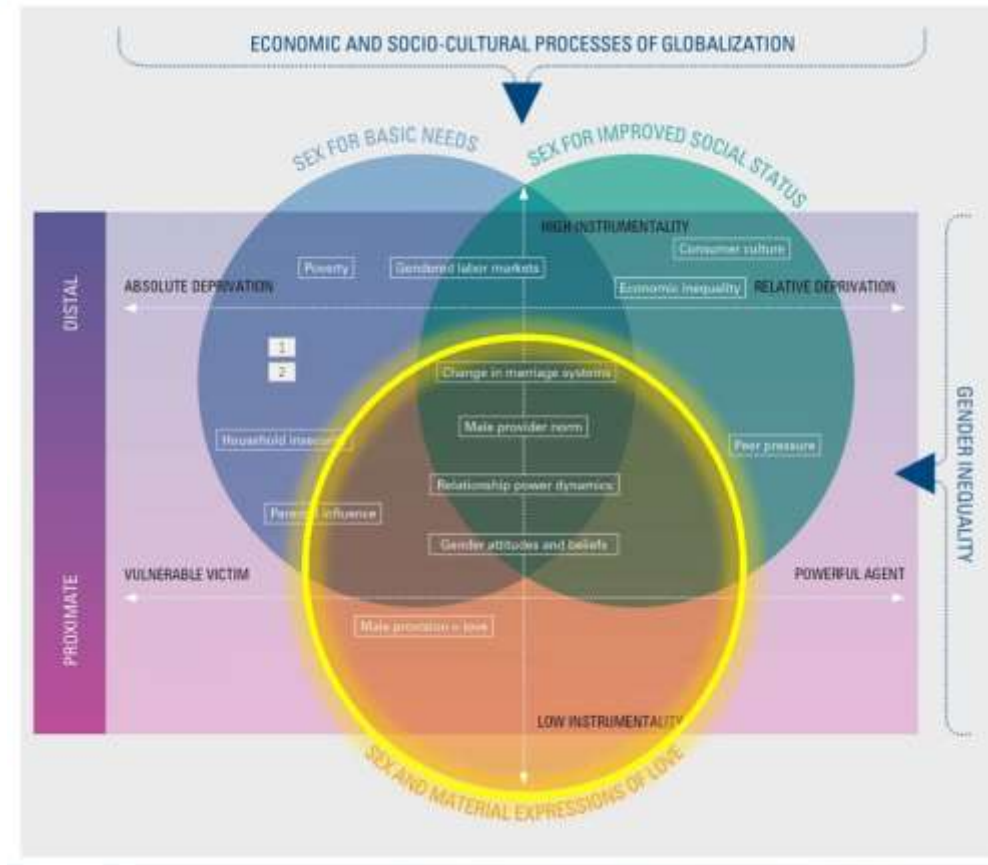 ECONOMIC AND SOCIO-CULTURAL PROCESSES OF GLOBALIZATION
SEX FOR BASIC NEEDS
SEX FOR IMPROVED SOCIAL STATUS
HIGH INSTRUMENTALITY
Consumer culture
Poverty
Gendered labor markets
ABSOLUTE DEPRIVATION
Economic inequality
RELATIVE DEPRIVATION
DISTAL
1
2
Change in marriage systems
Male provider norm
Household
Peer pressure
GENDER INEQUALITY
Relationship power dynamics
influence
Gender attitudes and beliefs
VULNERABLE VICTIM
POWERFUL AGENT
PROXIMATE
Male provision = love
LOW INSTRUMENTALITY
SEX AND MATERIAL EXPRESSIONS OF LOVE